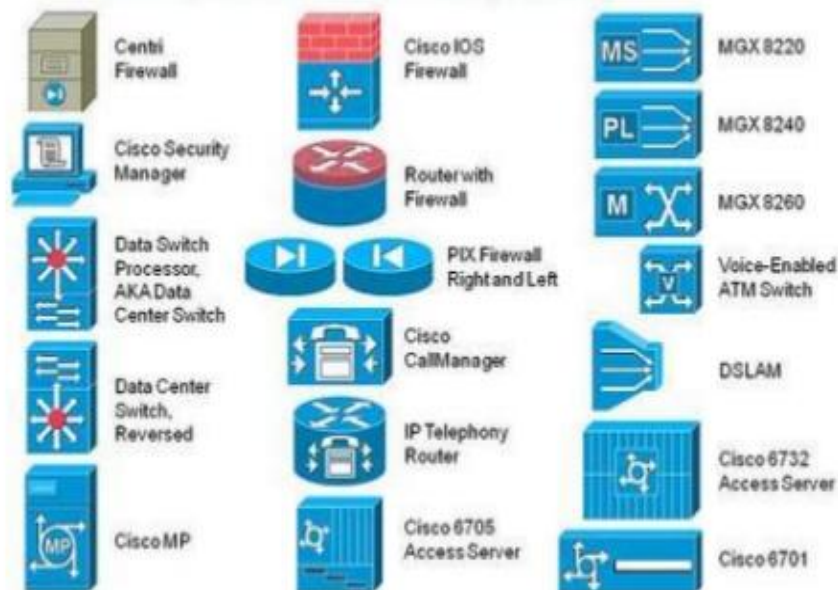 Centri
Firewall
Cisco Security
Manager
Data Switch
Processor,
AKA Data
Center Switch
Data Center
Switch,
Reversed
MP
Cisco MP
Cisco IOS
Firewall
Router with
Firewall
PIX Firewall
Right and Left
Cisco
CallManager
IP Telephony
Router
Cisco 6705
Access Server
MS
MGX 8220
PL
MGX 8240
M
MGX 8260
V
Voice-Enabled
ATM Switch
DSLAM
Cisco 6732
Access Server
Cisco 6701